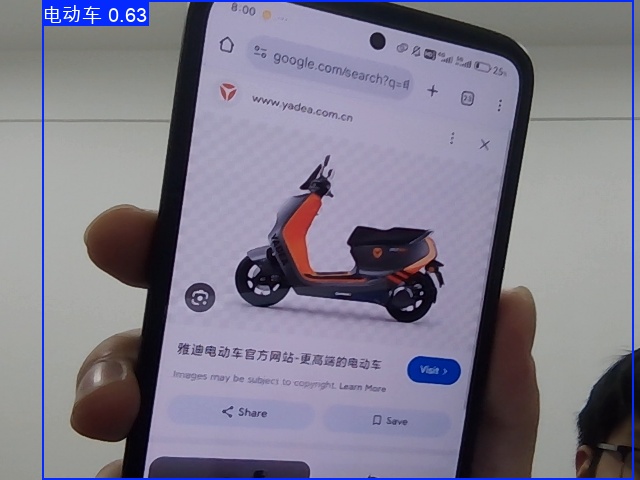 电动车 0.63
8:00
25%
google.com/search?q=
23
www.yadea.com.cn
雅迪电动车官方网站-更高端的电动车
Visit >
Images may be subject to copyright. Learn More
Share
Save